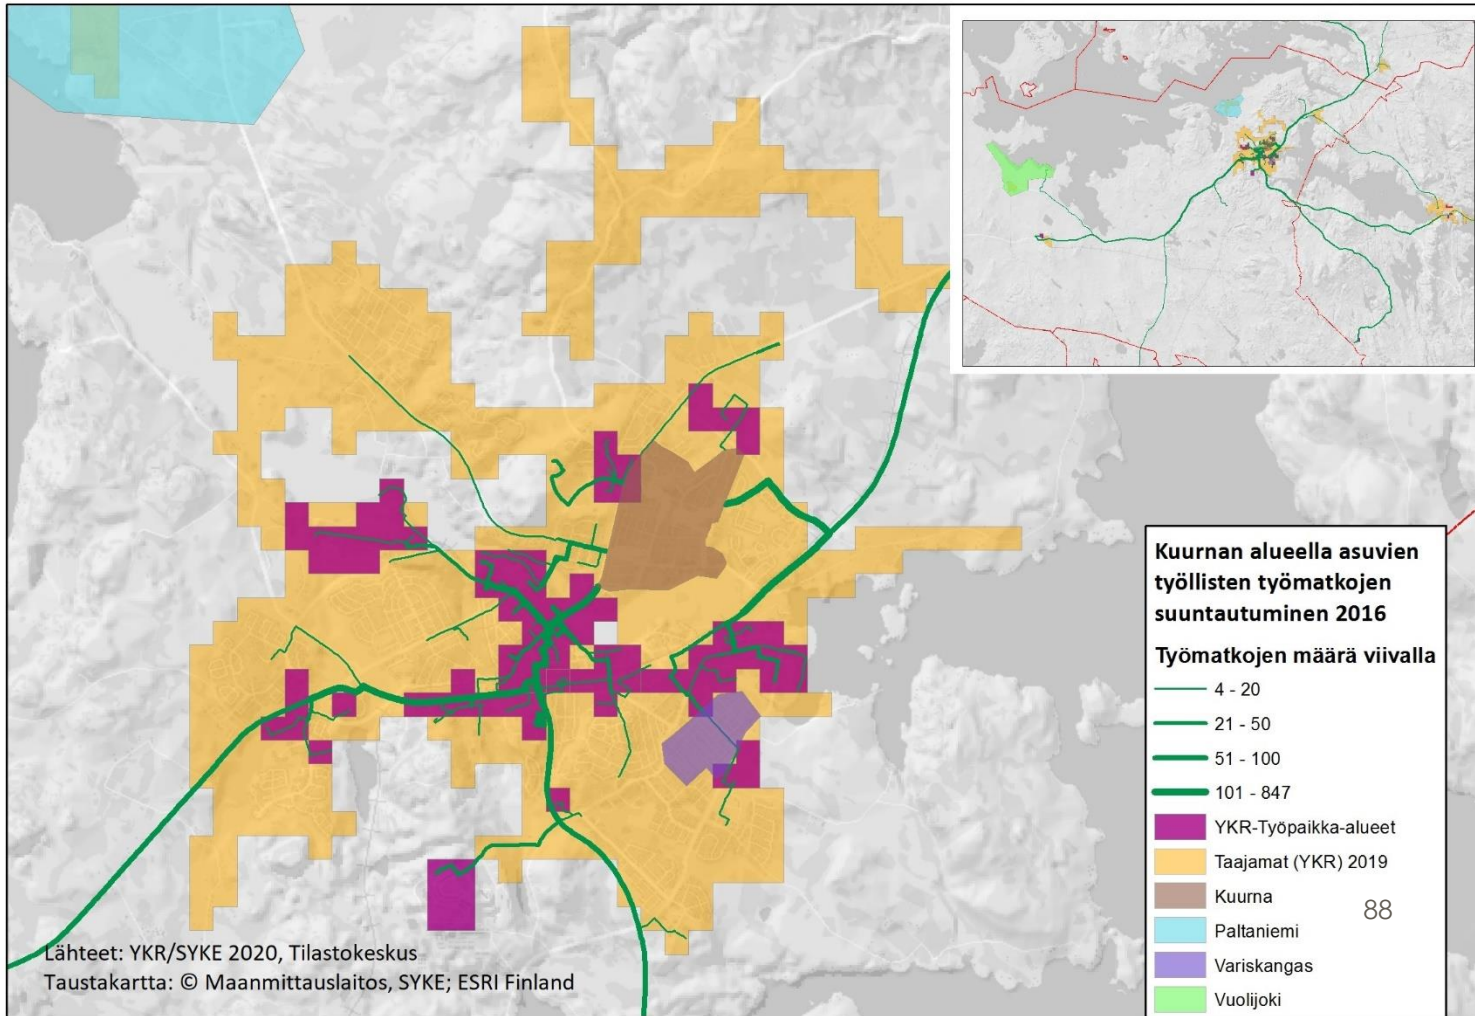 Kuurnan alueella asuvien
työllisten työmatkojen
suuntautuminen 2016
Työmatkojen määrä viivalla
4 - 20
21 - 50
51 - 100
101 - 847
YKR-Työpaikka-alueet
Taajamat (YKR) 2019
Kuurna
88
Paltaniemi
Variskangas
Vuolijoki
Lähteet: YKR/SYKE 2020, Tilastokeskus
Taustakartta: © Maanmittauslaitos, SYKE; ESRI Finland